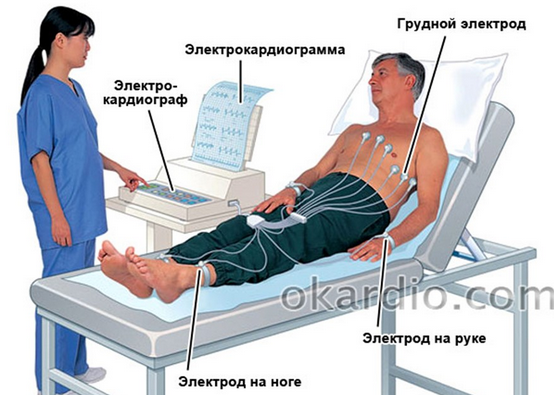 Грудной электрод
Электрокардиограмма
Электро-
кардиограф
okardio.com
Электрод на руке
Электрод на ноге